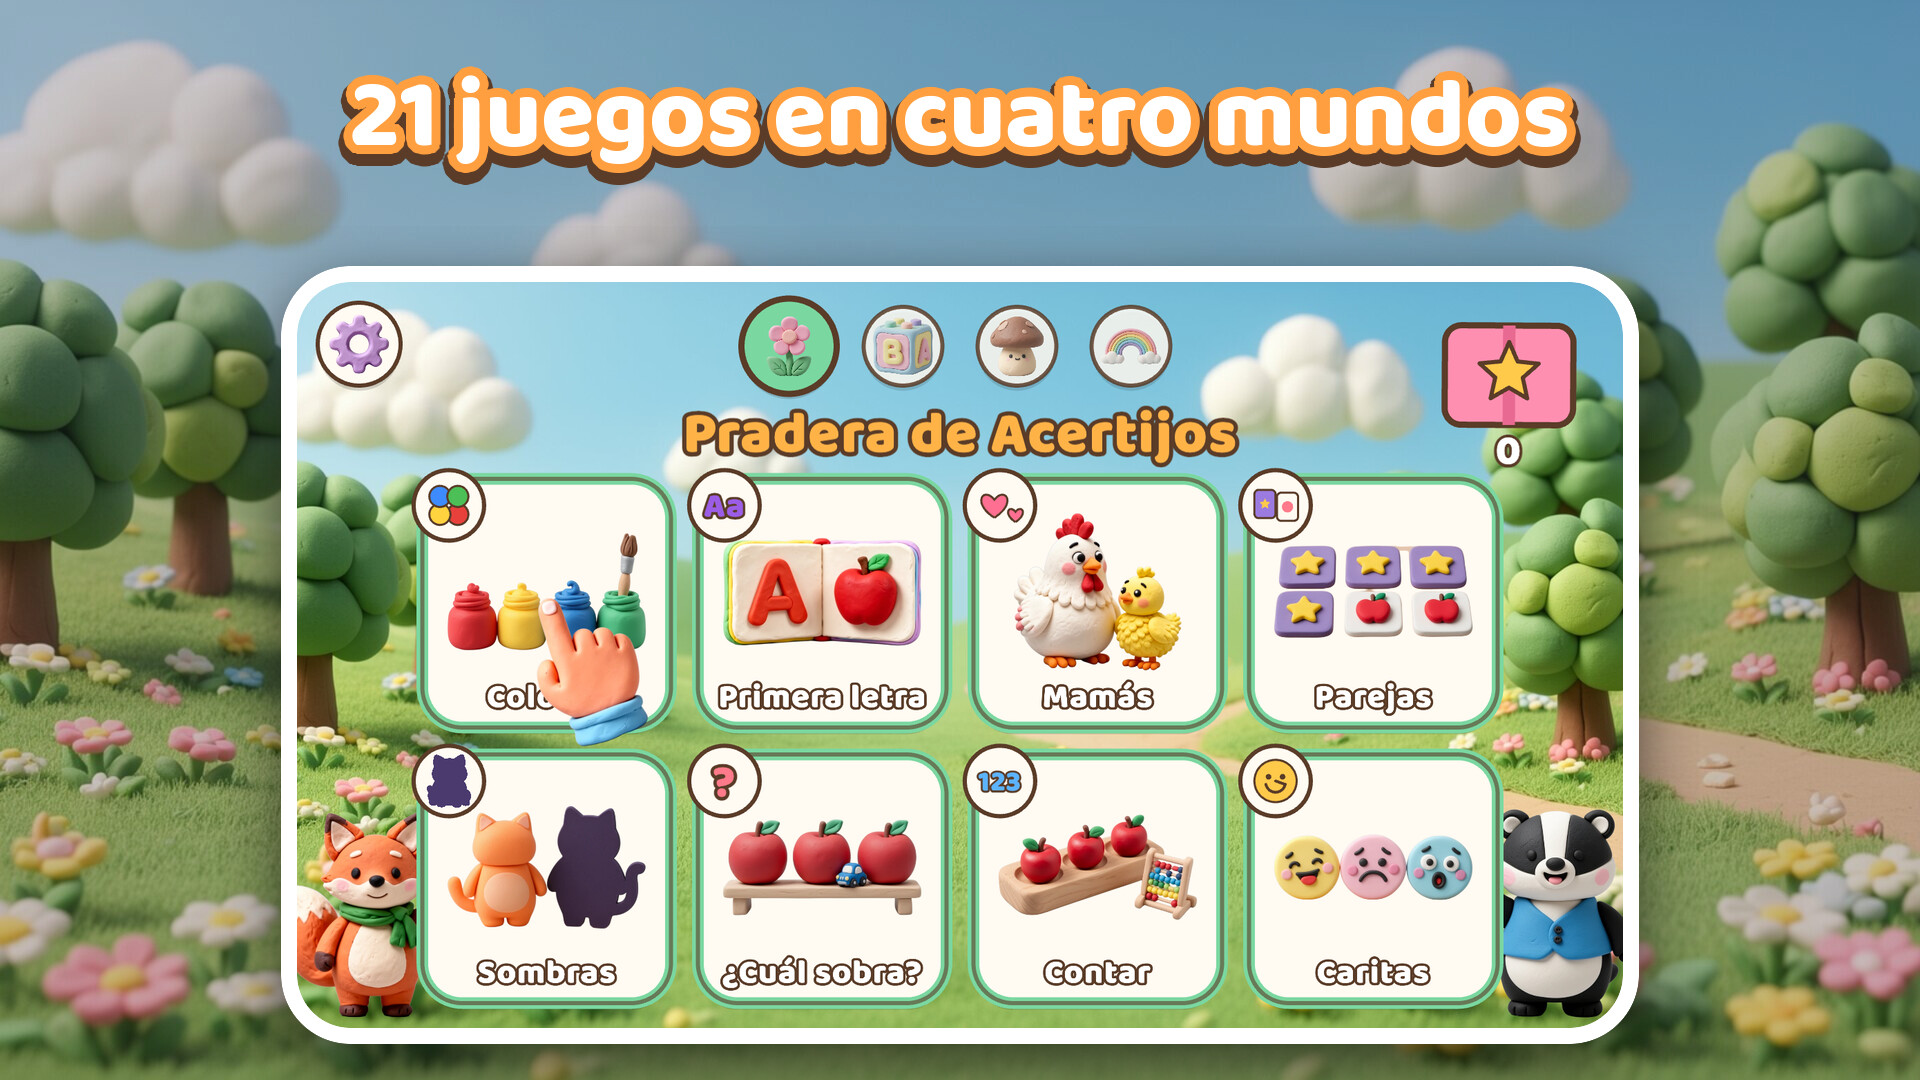 21 juegos en cuatro mundos
B A
Pradera de Acertijos
0
Aa
A
Primera letra
Mamás
Parejas
Sombras
?
¿Cuál sobra?
123
Contar
Caritas